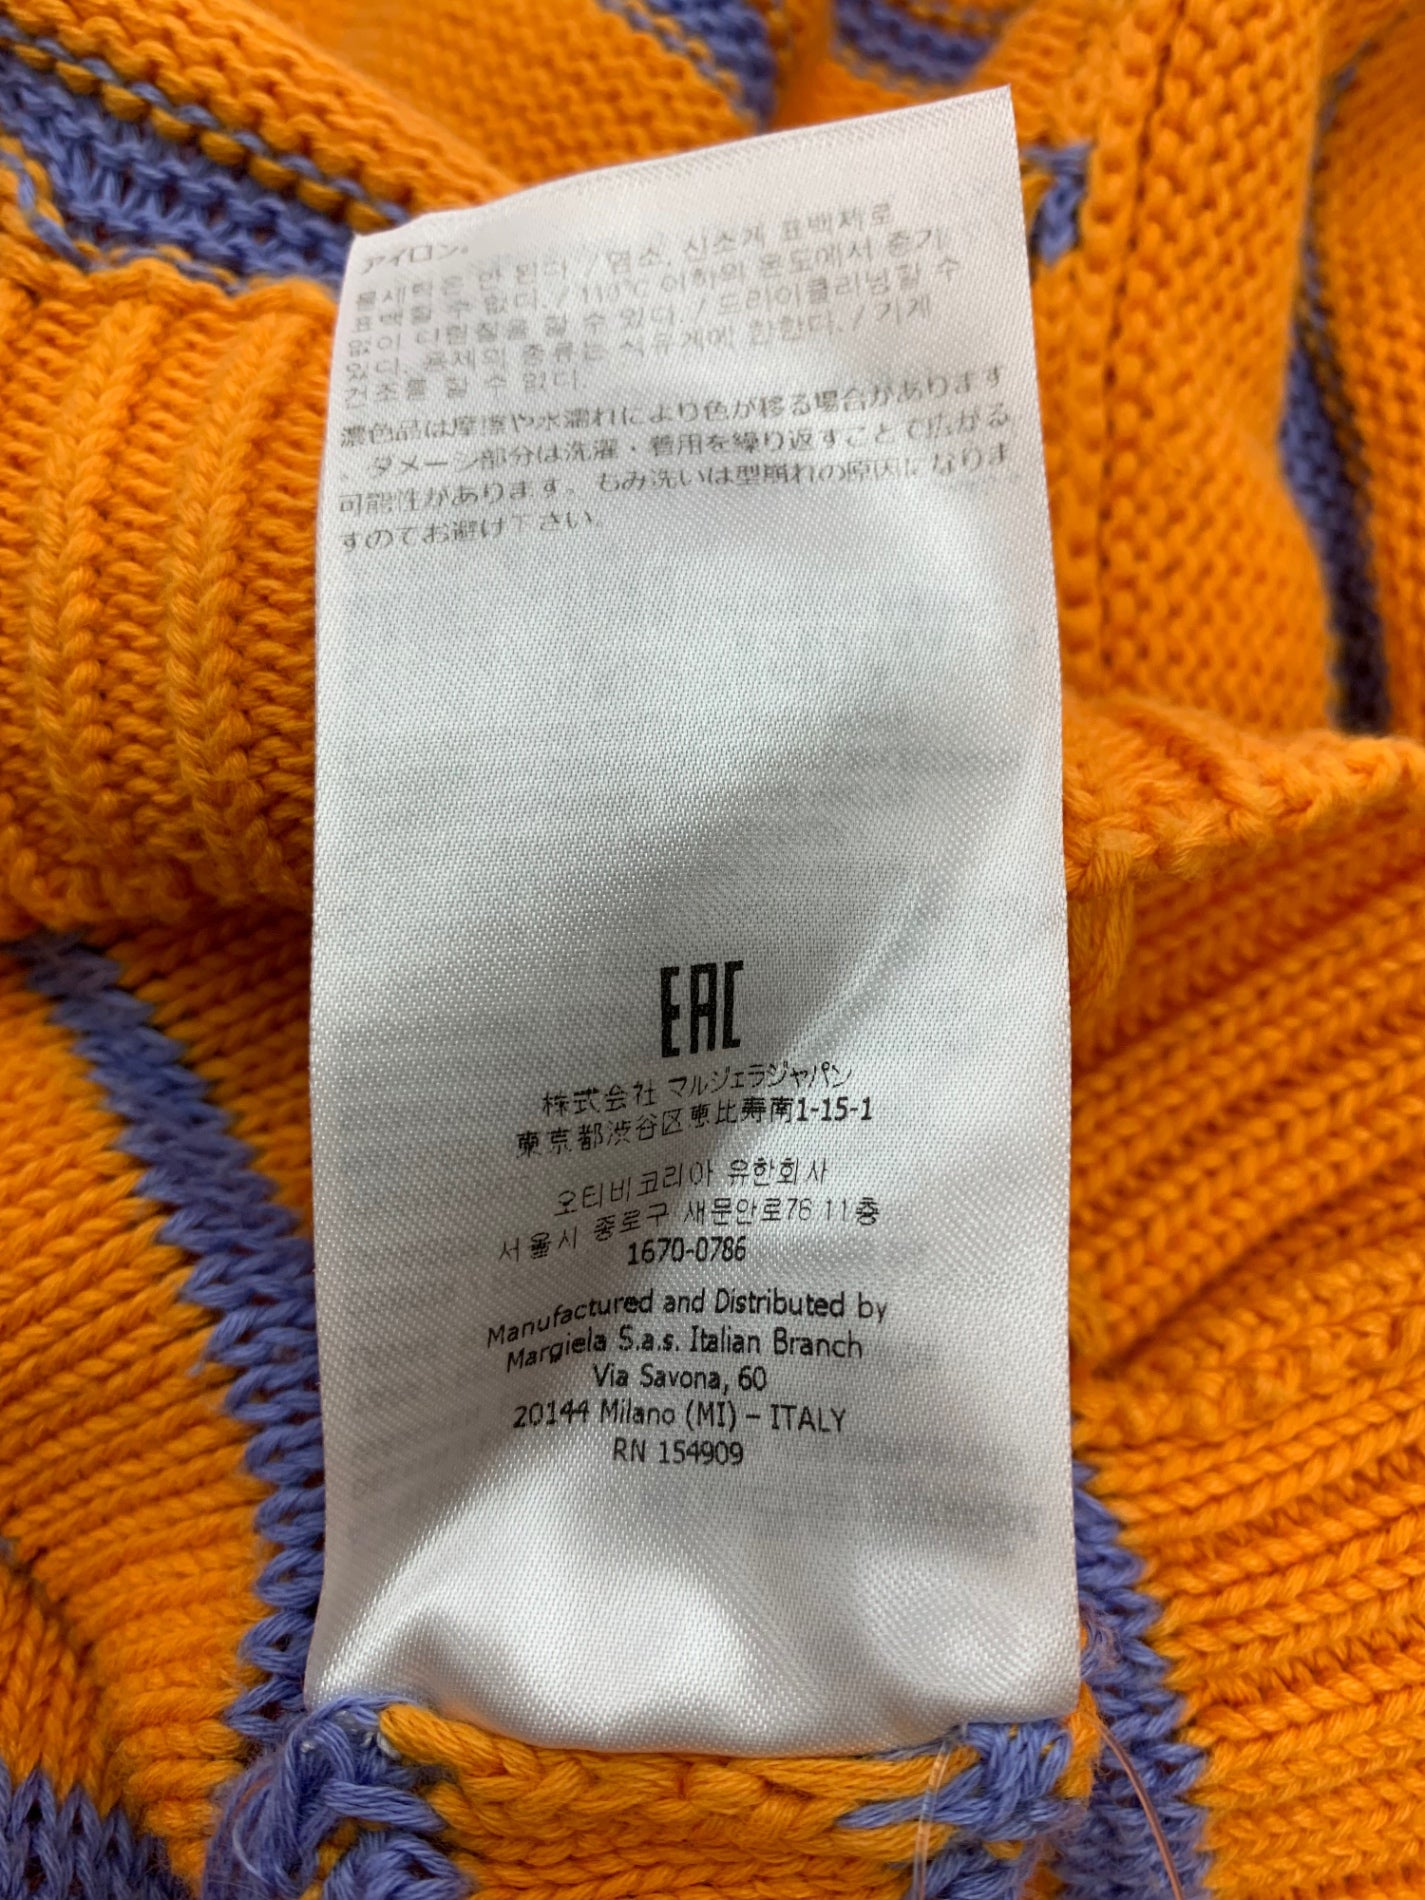 アイロン。
물세탁은 안 된다 / 염소, 산소계 표백제로
표백할 수 없다. / 110℃ 이하의 온도에서 증기
없이 다림질을 할 수 있다. / 드라이클리닝할 수
있다. 용제의 종류는 석유계에 한한다. / 기계
건조를 할 수 없다.
濃色品は摩擦や水濡れにより色が移る場合があります
、ダメージ部分は洗濯・着用を繰り返すことで広がる
可能性があります。もみ洗いは型崩れの原因になりま
すのでお避け下さい。
EAC
株式会社 マルジェラジャパン
東京都渋谷区恵比寿南1-15-1
오티비코리아 유한회사
서울시 종로구 새문안로76 11층
1670-0786
Manufactured and Distributed by
Margiela S.a.s. Italian Branch
Via Savona, 60
20144 Milano (MI) – ITALY
RN 154909